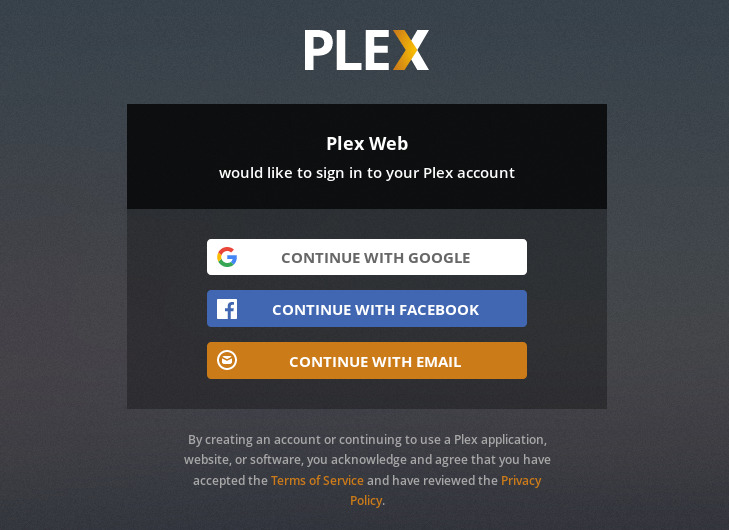 PLEX
Plex Web
would like to sign in to your Plex account
CONTINUE WITH GOOGLE
CONTINUE WITH FACEBOOK
CONTINUE WITH EMAIL
By creating an account or continuing to use a Plex application,
website, or software, you acknowledge and agree that you have
accepted the Terms of Service and have reviewed the Privacy
Policy.